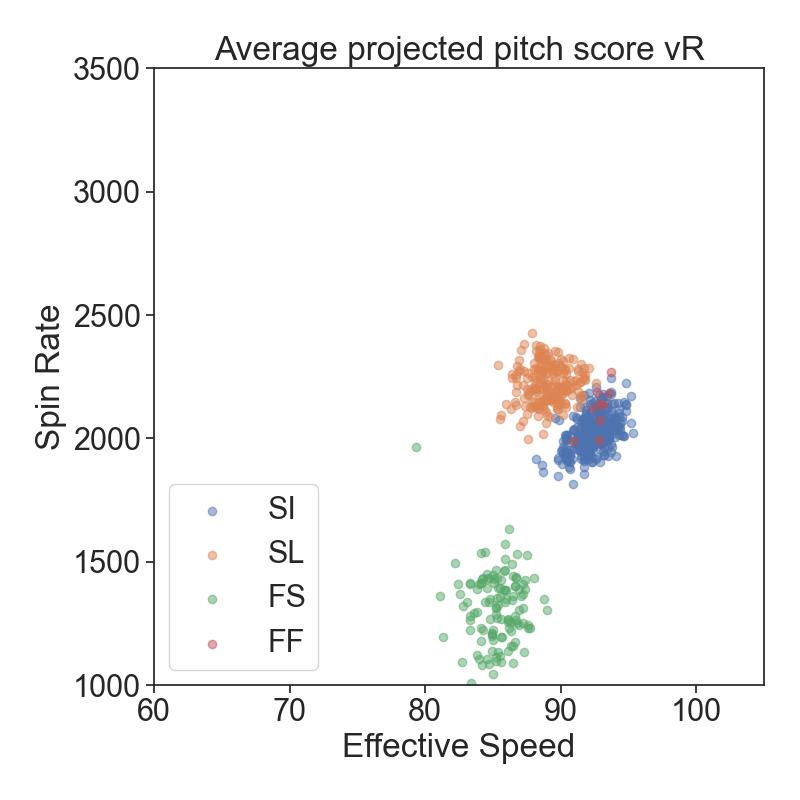 Average projected pitch score vR
3500
3000
2500
2000
1500
1000
Spin Rate
SI
SL
FS
FF
60
70
80
90
100
Effective Speed